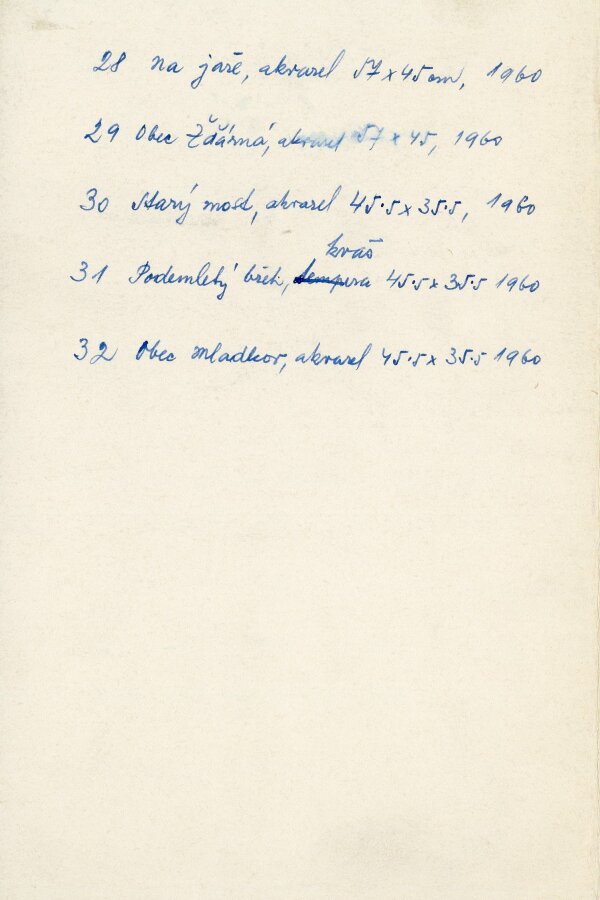 28 Na jaře, akvarel 57 x 45 cm, 1960
29 Obec Žďárná, akvarel 57 x 45, 1960
30 Starý most, akvarel 45·5 x 35·5, 1960
kvaš
31 Podemletý břeh, tempera 45·5 x 35·5 1960
32 Obec Mladkov, akvarel 45·5 x 35·5 1960